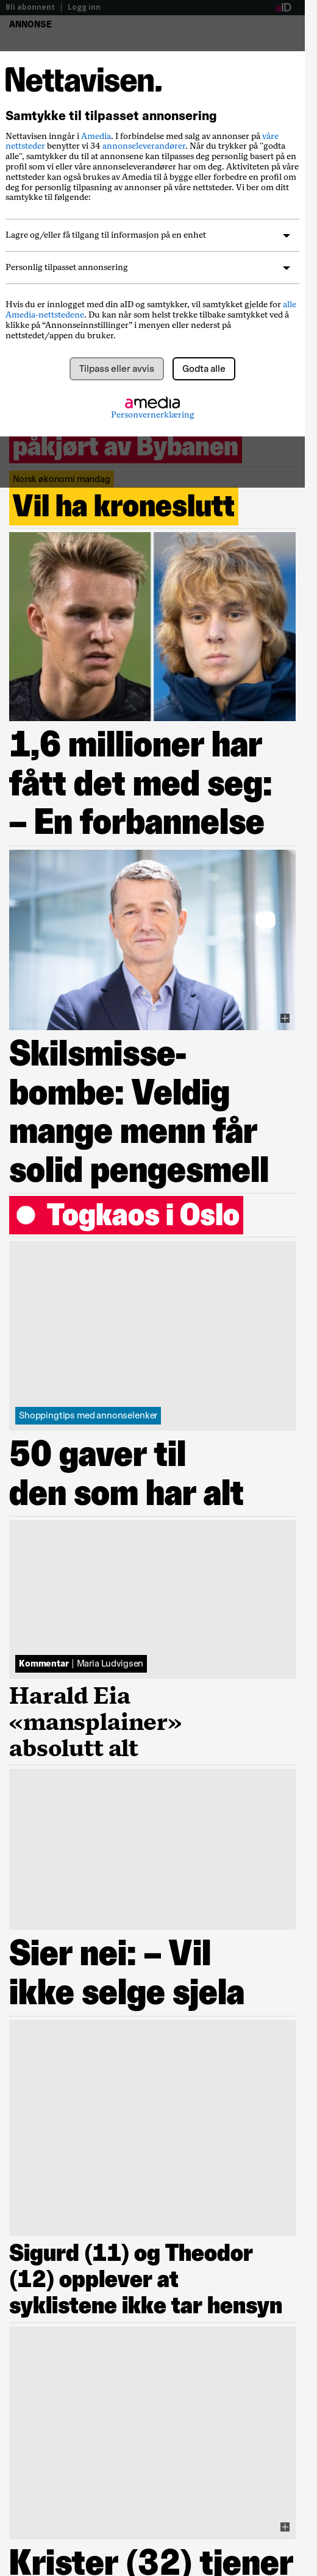 Bli abonnent | Logg inn
aID
ANNONSE
Nettavisen.
Samtykke til tilpasset annonsering
Nettavisen inngår i Amedia. I forbindelse med salg av annonser på våre
nettsteder benytter vi 34 annonseleverandører. Når du trykker på "godta
alle", samtykker du til at annonsene kan tilpasses deg personlig basert på en
profil som vi eller våre annonseleverandører har om deg. Aktiviteten på våre
nettsteder kan også brukes av Amedia til å bygge eller forbedre en profil om
deg for personlig tilpasning av annonser på våre nettsteder. Vi ber om ditt
samtykke til følgende:
Lagre og/eller få tilgang til informasjon på en enhet
Personlig tilpasset annonsering
Hvis du er innlogget med din aID og samtykker, vil samtykket gjelde for alle
Amedia-nettstedene. Du kan når som helst trekke tilbake samtykket ved å
klikke på “Annonseinnstillinger” i menyen eller nederst på
nettstedet/appen du bruker.
Tilpass eller avvis
Godta alle
amedia
Personvernerklæring
påkjørt av Bybanen
Norsk økonomi mandag
Vil ha kroneslutt
1,6 millioner har
fått det med seg:
– En forbannelse
Skilsmisse-
bombe: Veldig
mange menn får
solid pengesmell
Togkaos i Oslo
Shoppingtips med annonselenker
50 gaver til
den som har alt
Kommentar | Maria Ludvigsen
Harald Eia
«mansplainer»
absolutt alt
Sier nei: – Vil
ikke selge sjela
Sigurd (11) og Theodor
(12) opplever at
syklistene ikke tar hensyn
Krister (32) tjener